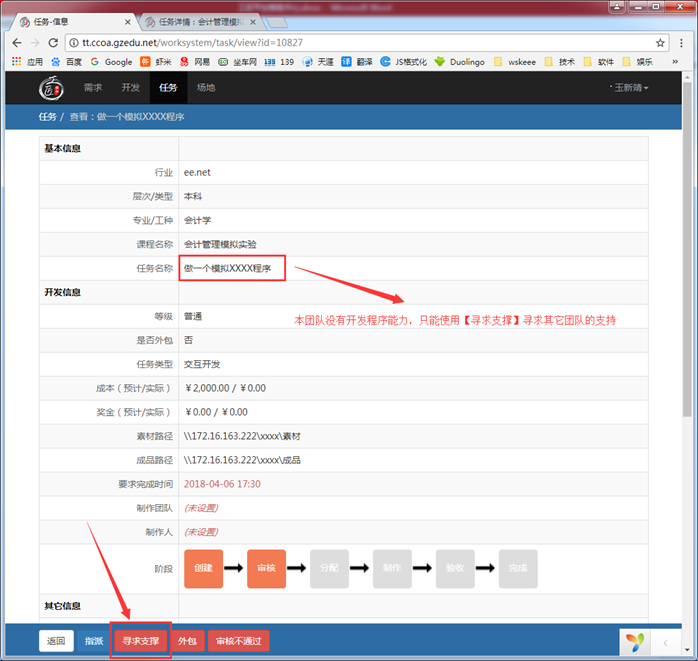 任务-信息
任务详情：会计管理模拟
tt.ccoa.gzedu.net/worksystem/task/view?id=10827
应用 百度 Google 虾米 网易 坐车网 139 139 天涯 翻译 JS格式化 Duolingo wskeee 技术 软件 娱乐 »
需求 开发 任务 场地 玉新靖
任务 / 查看：做一个模拟XXXX程序
基本信息
行业 ee.net
层次/类型 本科
专业/工种 会计学
课程名称 会计管理模拟实验
任务名称 做一个模拟XXXX程序
开发信息
等级 普通
本团队没有开发程序能力，只能使用【寻求支撑】寻求其它团队的支持
是否外包 否
任务类型 交互开发
成本（预计/实际） ￥2,000.00 / ￥0.00
奖金（预计/实际） ￥0.00 / ￥0.00
素材路径 \\172.16.163.222\xxxx\素材
成品路径 \\172.16.163.222\xxxx\成品
要求完成时间 2018-04-06 17:30
制作团队 (未设置)
制作人 (未设置)
阶段 创建 审核 分配 制作 验收 完成
其它信息
返回 指派 寻求支撑 外包 审核不通过